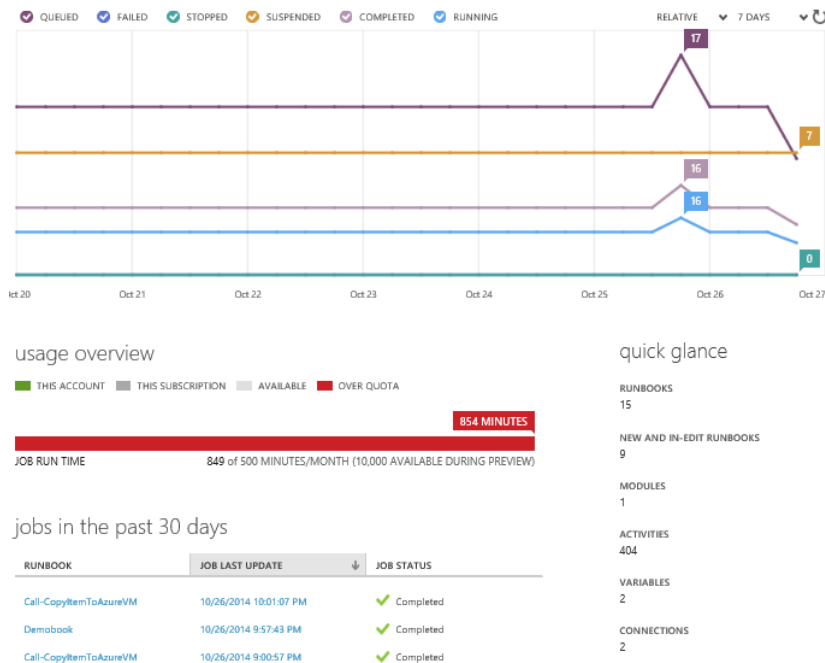 QUEUED FAILED STOPPED SUSPENDED COMPLETED RUNNING RELATIVE 7 DAYS
17
7
16
16
0
ct 20 Oct 21 Oct 22 Oct 23 Oct 24 Oct 25 Oct 26 Oct 27
usage overview
THIS ACCOUNT THIS SUBSCRIPTION AVAILABLE OVER QUOTA
854 MINUTES
JOB RUN TIME 849 of 500 MINUTES/MONTH (10,000 AVAILABLE DURING PREVIEW)
jobs in the past 30 days
RUNBOOK JOB LAST UPDATE JOB STATUS
Call-CopyItemToAzureVM 10/26/2014 10:01:07 PM Completed
Demobook 10/26/2014 9:57:43 PM Completed
Call-CopyItemToAzureVM 10/26/2014 9:00:57 PM Completed
quick glance
RUNBOOKS
15
NEW AND IN-EDIT RUNBOOKS
9
MODULES
1
ACTIVITIES
404
VARIABLES
2
CONNECTIONS
2